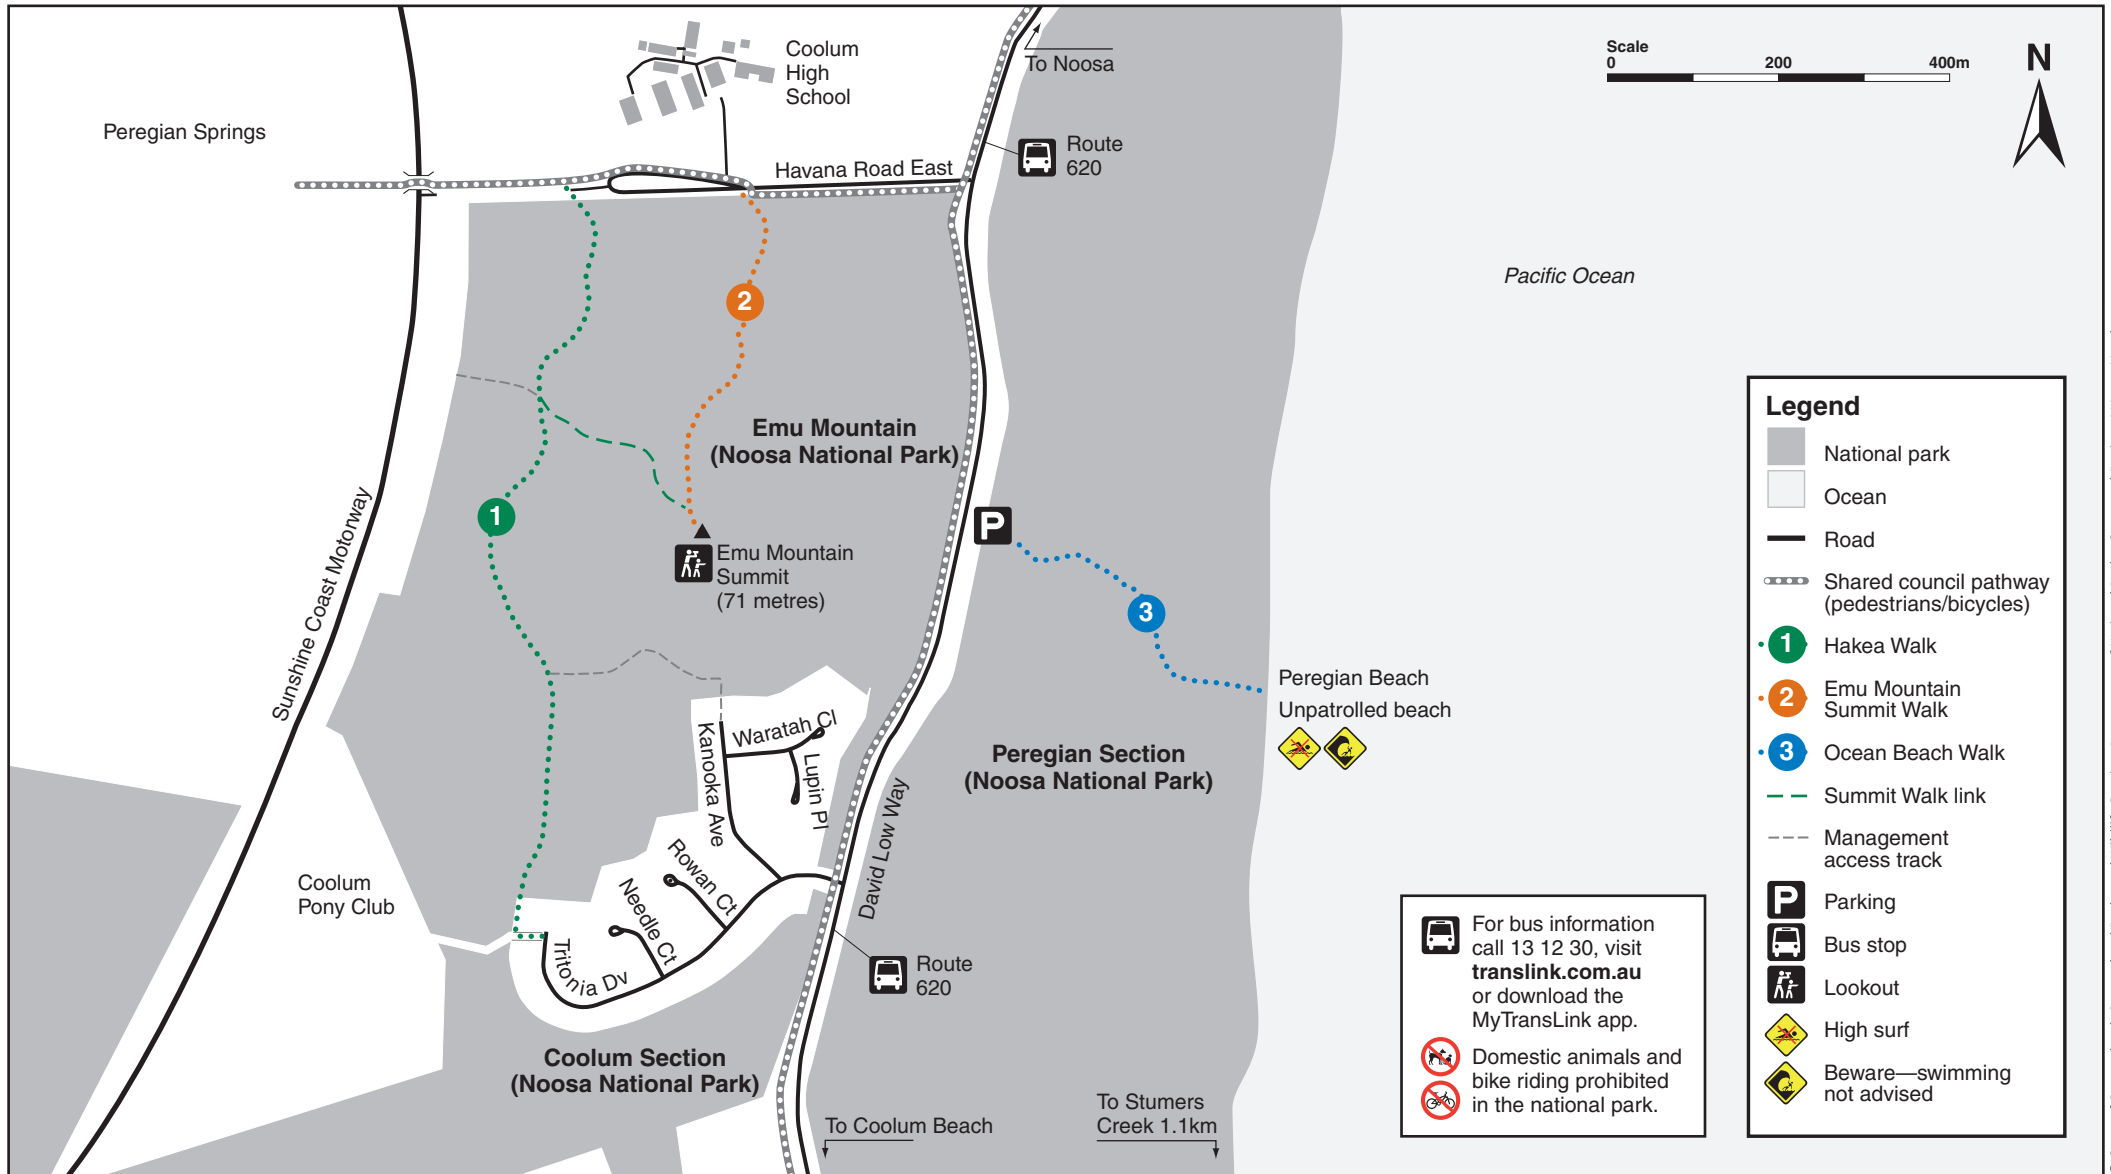 Coolum
High
School
To Noosa
Scale
0 200 400m
N
Peregian Springs
Route
620
Havana Road East
Pacific Ocean
2
Emu Mountain
(Noosa National Park)
1
Sunshine Coast Motorway
P
Emu Mountain
Summit
(71 metres)
3
Peregian Beach
Unpatrolled beach
Peregian Section
(Noosa National Park)
Waratah Cl
Kanooka Ave
Lupin Pl
David Low Way
Rowan Ct
Needle Ct
Tritonia Dv
Coolum
Pony Club
Route
620
Coolum Section
(Noosa National Park)
To Coolum Beach
To Stumers
Creek 1.1km
For bus information
call 13 12 30, visit
translink.com.au
or download the
MyTransLink app.
Domestic animals and
bike riding prohibited
in the national park.
Legend
National park
Ocean
Road
Shared council pathway
(pedestrians/bicycles)
1 Hakea Walk
2 Emu Mountain
Summit Walk
3 Ocean Beach Walk
Summit Walk link
Management
access track
P Parking
Bus stop
Lookout
High surf
Beware—swimming
not advised